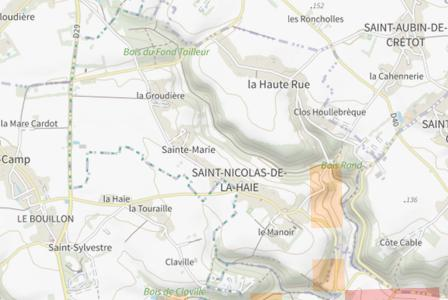 152
les Roncholles
D29
SAINT-AUBIN-DE-
CRÉTOT
Bois du Fond Tailleur
la Cahennerie
la Haute Rue
la Groudière
Clos Houllebrèque
la Mare Cardot
D40
Sainte-Marie
-Camp
Bois Rond
SAINT-NICOLAS-DE-
LA-HAIE
la Haie
136
la Touraille
LE BOUILLON
le Manoir
Côte Cable
Saint-Sylvestre
Claville
Bois de Claville